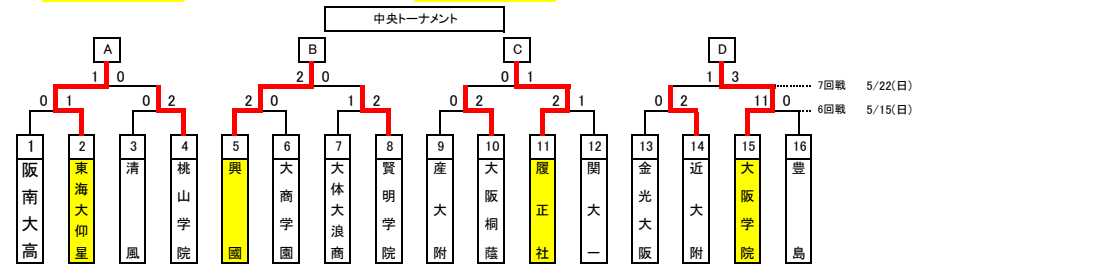 中央トーナメント
A B C D
1 0 2 0 0 1 1 3 7回戦 5/22(日)
0 1 0 2 2 0 1 2 0 2 2 1 0 2 11 0 6回戦 5/15(日)
1 2 3 4 5 6 7 8 9 10 11 12 13 14 15 16
阪南大高
東海大仰星
清風
桃山学院
興國
大商学園
大体大浪商
賢明学院
産大附
大阪桐蔭
履正社
関大一
金光大阪
近大附
大阪学院
豊島